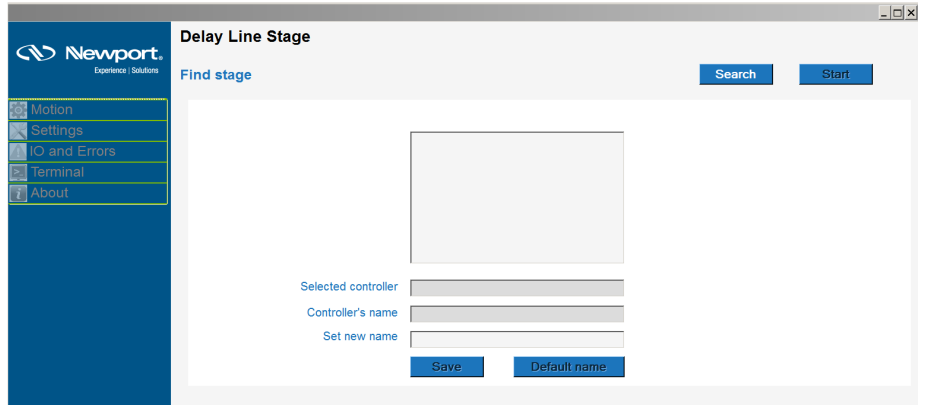 Delay Line Stage
Newport.
Experience | Solutions
Find stage
Search
Start
Motion
Settings
IO and Errors
Terminal
About
Selected controller
Controller's name
Set new name
Save
Default name